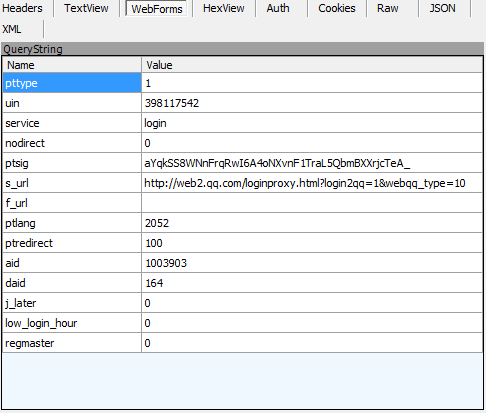 Headers TextView WebForms HexView Auth Cookies Raw JSON
XML
QueryString
Name Value
pttype 1
uin 398117542
service login
nodirect 0
ptsig aYqkSS8WNnFrqRwI6A4oNXvnF1TraL5QbmBXXrjcTeA_
s_url http://web2.qq.com/loginproxy.html?login2qq=1&webqq_type=10
f_url
ptlang 2052
ptredirect 100
aid 1003903
daid 164
j_later 0
low_login_hour 0
regmaster 0